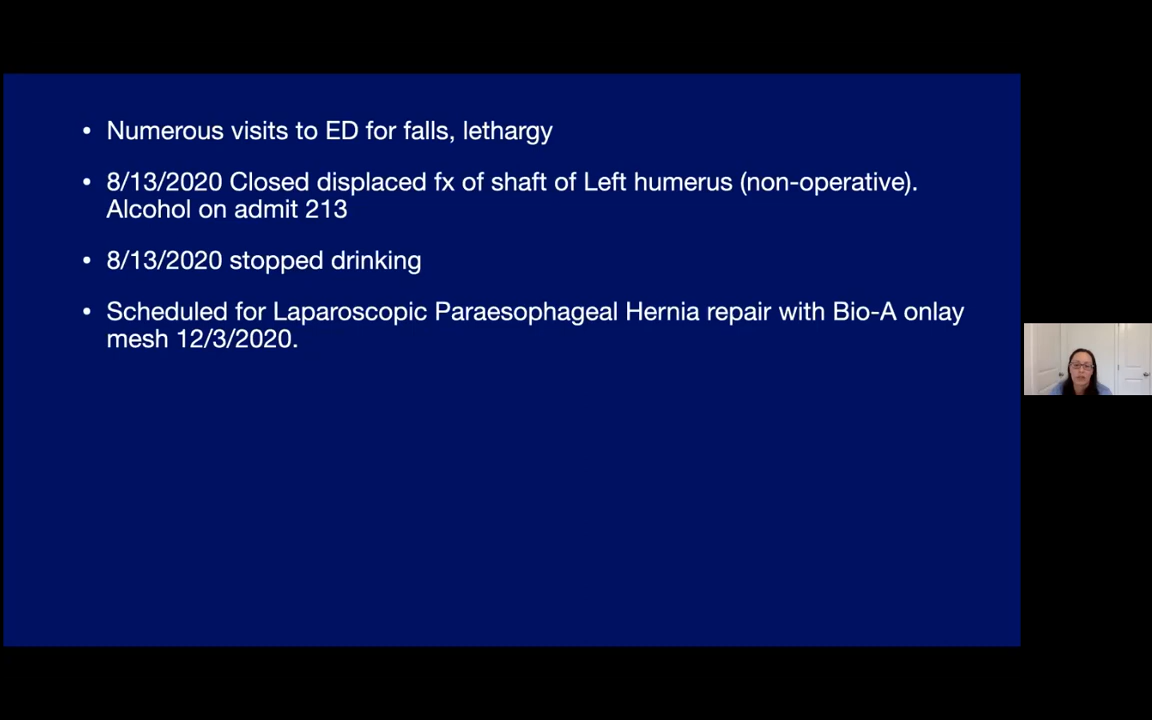 • Numerous visits to ED for falls, lethargy
• 8/13/2020 Closed displaced fx of shaft of Left humerus (non-operative).
Alcohol on admit 213
• 8/13/2020 stopped drinking
• Scheduled for Laparoscopic Paraesophageal Hernia repair with Bio-A onlay
mesh 12/3/2020.